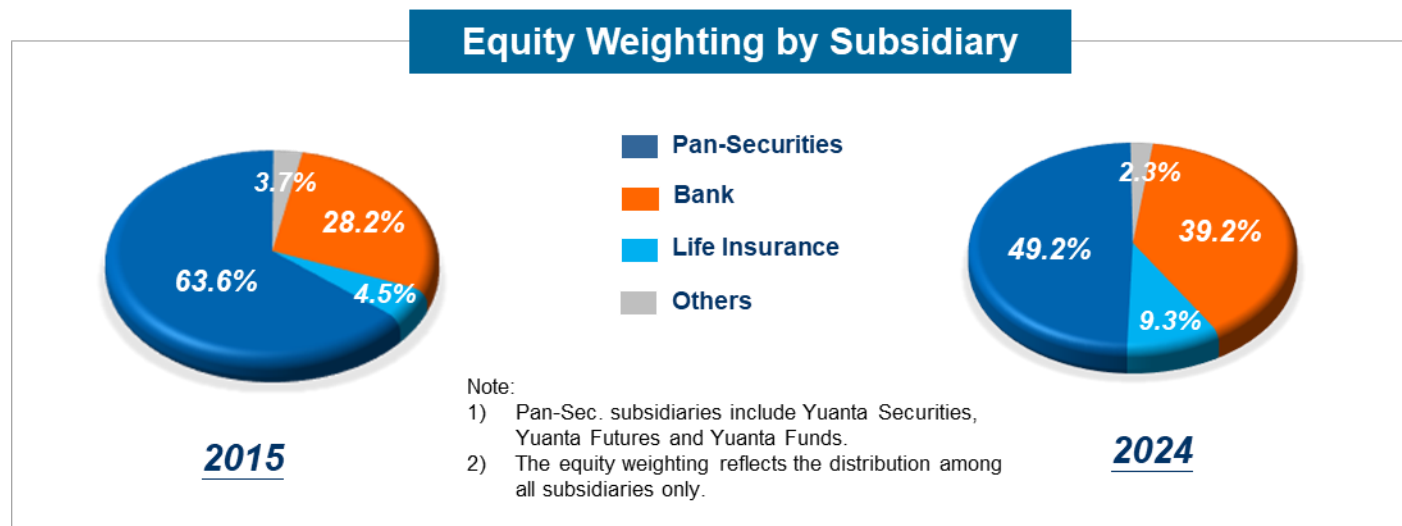 Equity Weighting by Subsidiary
3.7%
28.2%
4.5%
63.6%
2015
Pan-Securities
Bank
Life Insurance
Others
Note:
1) Pan-Sec. subsidiaries include Yuanta Securities,
Yuanta Futures and Yuanta Funds.
2) The equity weighting reflects the distribution among
all subsidiaries only.
2.3%
39.2%
9.3%
49.2%
2024